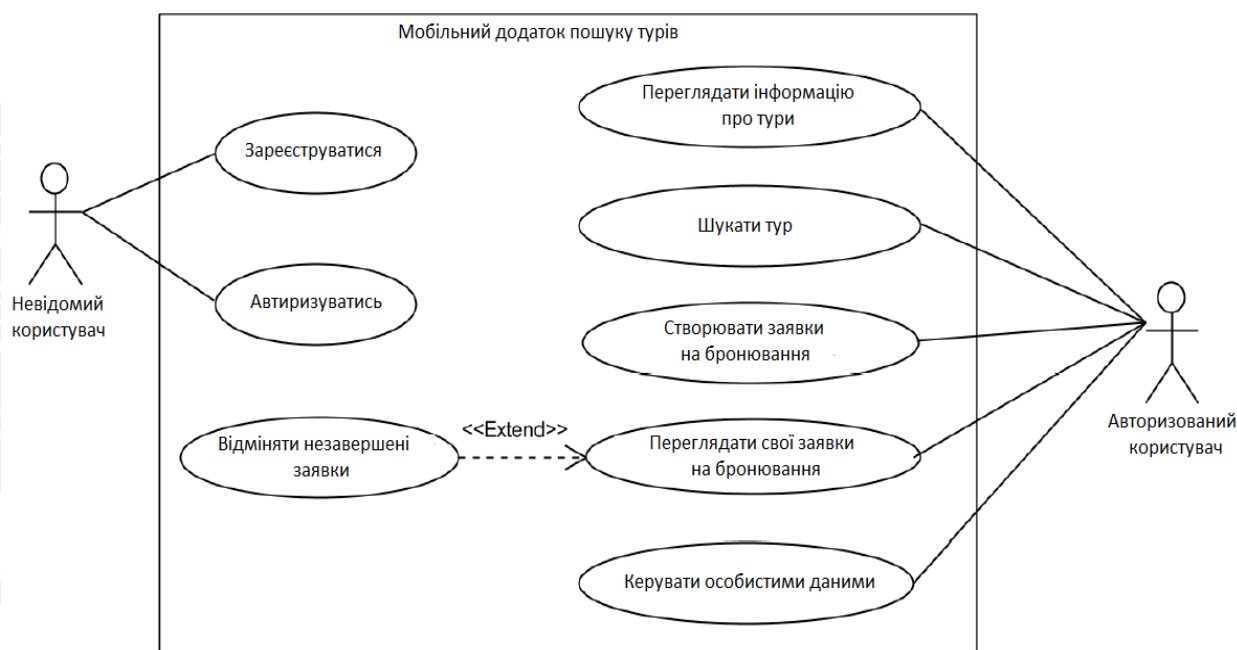 Мобільний додаток пошуку турів
Переглядати інформацію
про тури
Зареєструватися
Шукати тур
Невідомий
користувач
Автиризуватись
Створювати заявки
на бронювання
Авторизований
користувач
Відміняти незавершені
заявки
<<Extend>>
Переглядати свої заявки
на бронювання
Керувати особистими даними